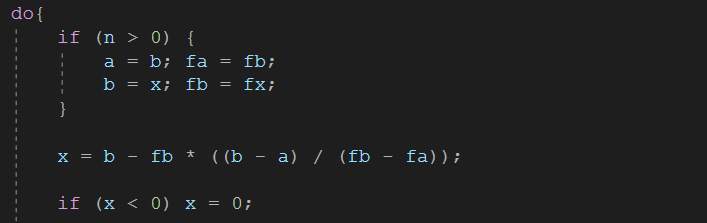 do{
if (n > 0) {
a = b; fa = fb;
b = x; fb = fx;
}
x = b - fb * ((b - a) / (fb - fa));
if (x < 0) x = 0;